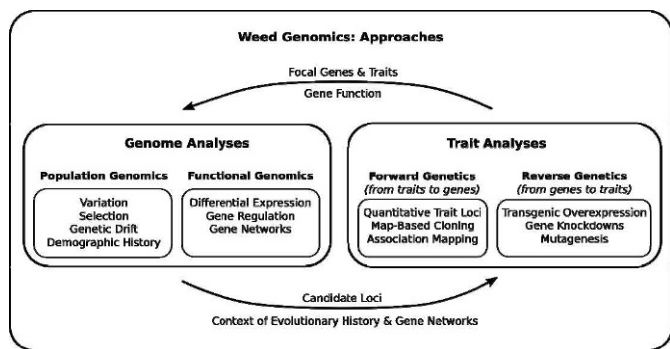 Weed Genomics: Approaches
Focal Genes & Traits
Gene Function
Genome Analyses
Population Genomics
Variation
Selection
Genetic Drift
Demographic History
Functional Genomics
Differential Expression
Gene Regulation
Gene Networks
Trait Analyses
Forward Genetics
(from traits to genes)
Quantitative Trait Loci
Map-Based Cloning
Association Mapping
Reverse Genetics
(from genes to traits)
Transgenic Overexpression
Gene Knockdowns
Mutagenesis
Candidate Loci
Context of Evolutionary History & Gene Networks